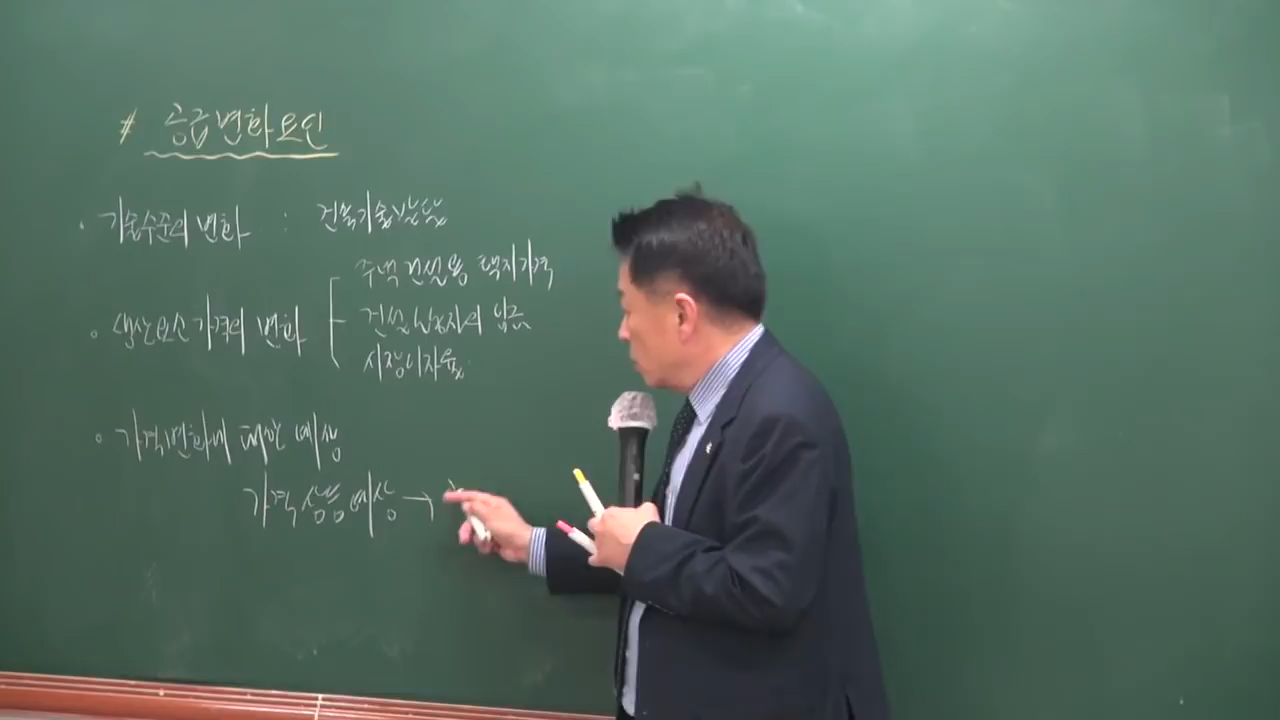 # 공급변화요인
· 기술수준의 변화 : 건축기술발달
· 생산요소 가격의 변화
주택건설용 택지가격
건설노동자의 임금
시장이자율
· 가격변화에 대한 예상
가격상승예상 →